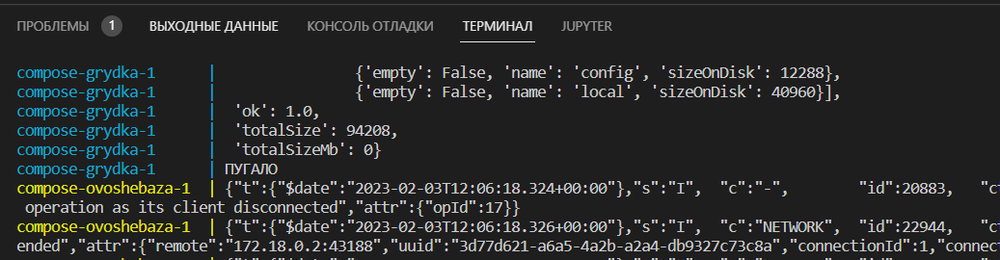 ПРОБЛЕМЫ 1 ВЫХОДНЫЕ ДАННЫЕ КОНСОЛЬ ОТЛАДКИ ТЕРМИНАЛ JUPYTER
compose-grydka-1 | {'empty': False, 'name': 'config', 'sizeOnDisk': 12288},
compose-grydka-1 | {'empty': False, 'name': 'local', 'sizeOnDisk': 40960}],
compose-grydka-1 | 'ok': 1.0,
compose-grydka-1 | 'totalSize': 94208,
compose-grydka-1 | 'totalSizeMb': 0}
compose-grydka-1 | ПУГАЛО
compose-ovoshebaza-1 | {"t":{"$date":"2023-02-03T12:06:18.324+00:00"},"s":"I", "c":"-", "id":20883, "ct
operation as its client disconnected","attr":{"opId":17}}
compose-ovoshebaza-1 | {"t":{"$date":"2023-02-03T12:06:18.326+00:00"},"s":"I", "c":"NETWORK", "id":22944, "ct
ended","attr":{"remote":"172.18.0.2:43188","uuid":"3d77d621-a6a5-4a2b-a2a4-db9327c73c8a","connectionId":1,"connec